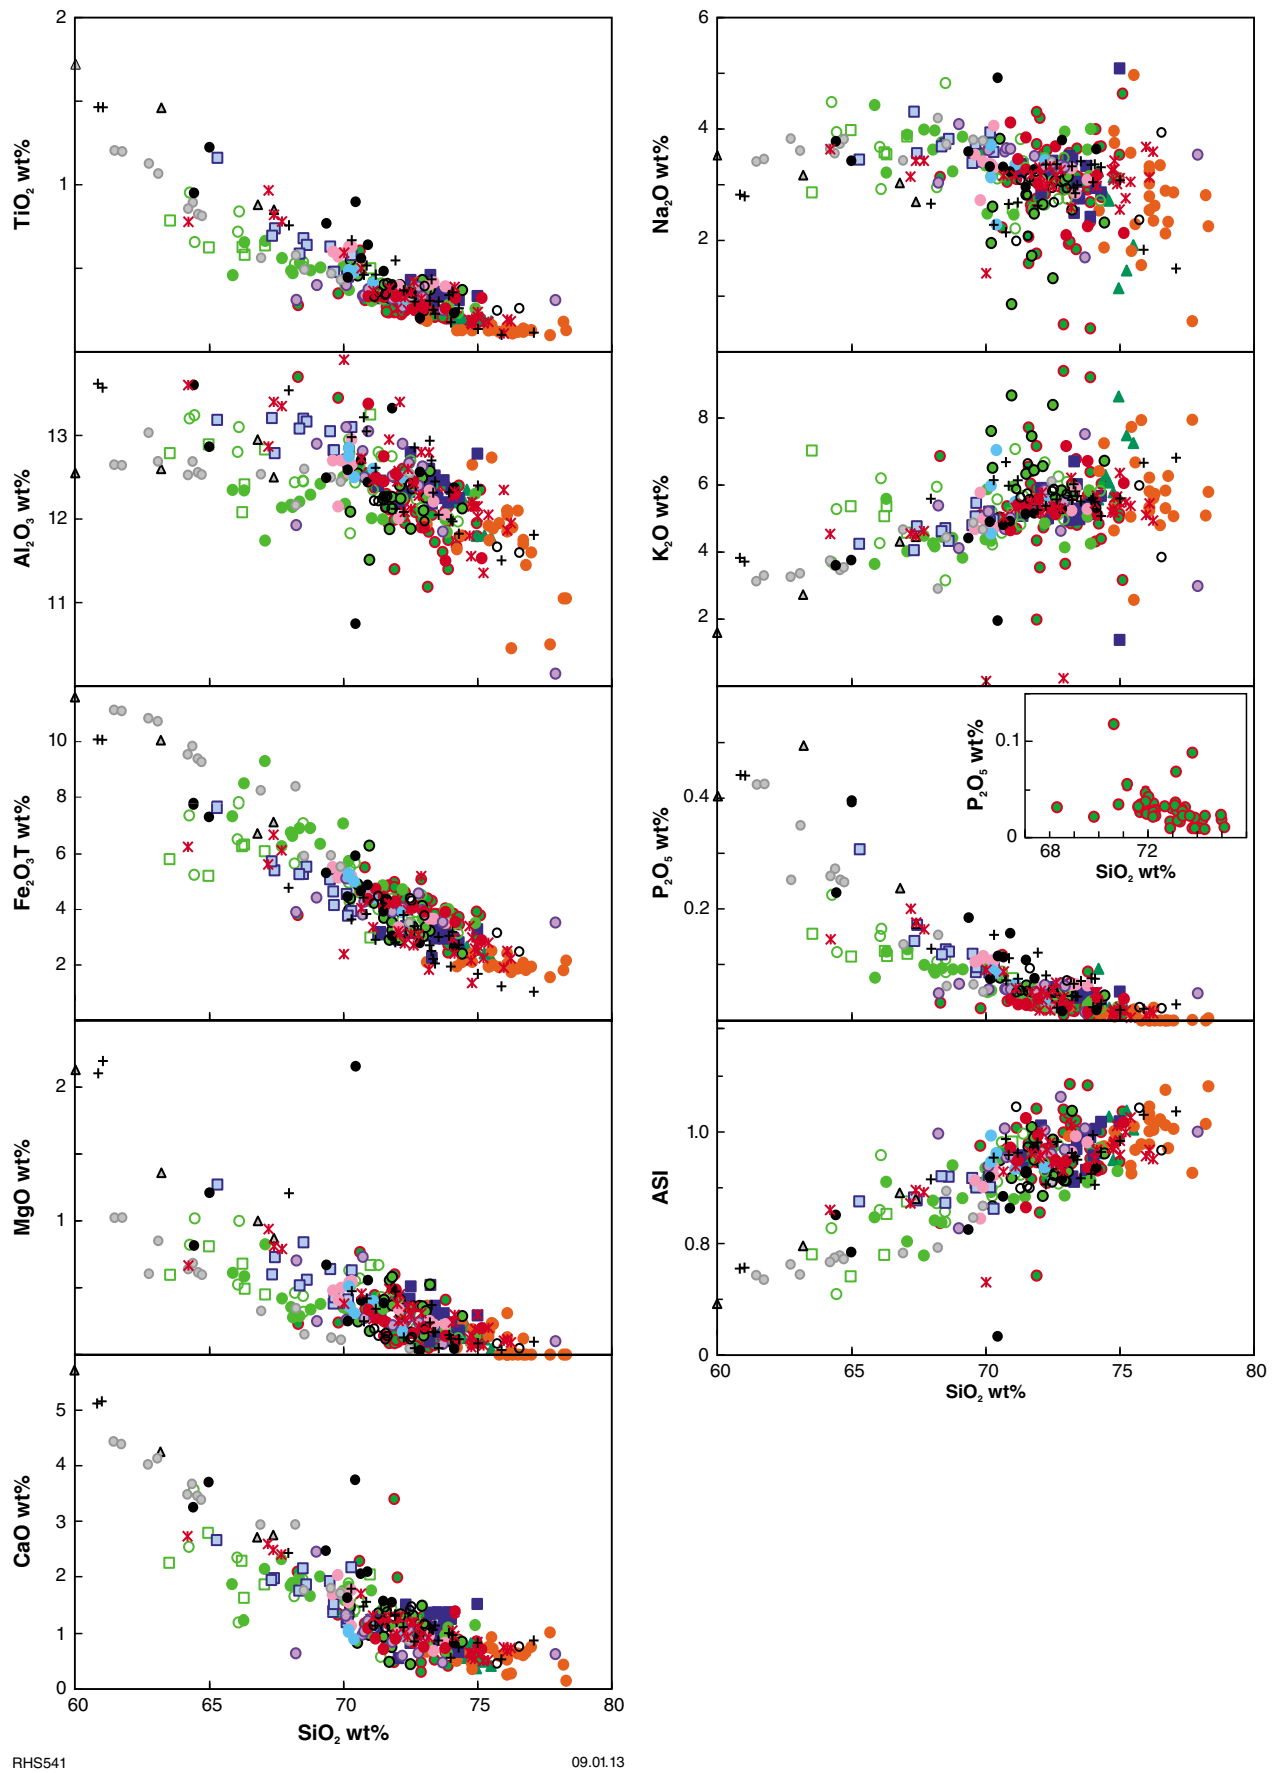 2
1
TiO2 wt%
13
12
11
Al2O3 wt%
10
8
6
4
2
Fe2O3T wt%
2
1
MgO wt%
5
4
3
2
1
0
CaO wt%
60 65 70 75 80
SiO2 wt%
6
4
2
Na2O wt%
8
6
4
2
K2O wt%
0.4
0.2
P2O5 wt%
0.1
0
P2O5 wt%
68 72
SiO2 wt%
1.0
0.8
0
ASI
60 65 70 75 80
SiO2 wt%
RHS541
09.01.13